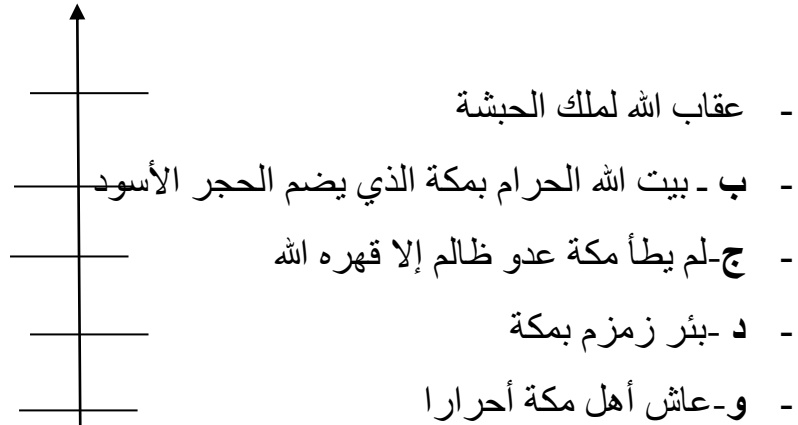 - عقاب الله لملك الحبشة
- ب - بيت الله الحرام بمكة الذي يضم الحجر الأسود
- ج-لم يطأ مكة عدو ظالم إلا قهره الله
- د -بئر زمزم بمكة
- و-عاش أهل مكة أحرارا